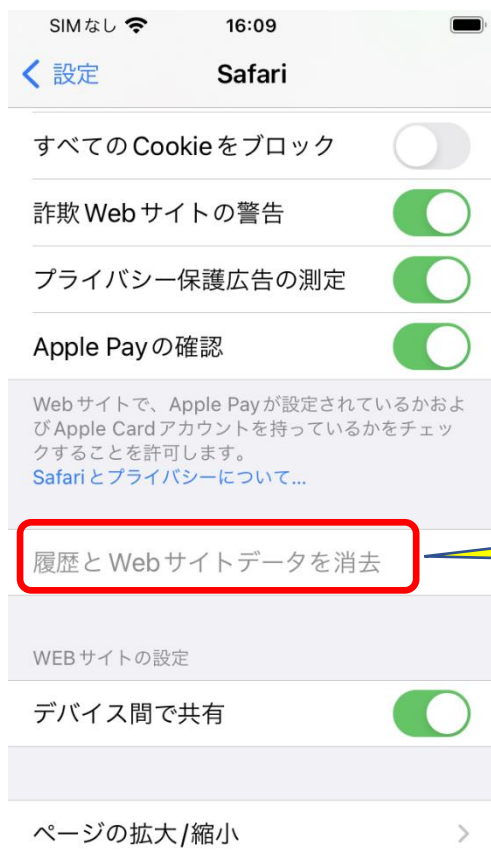 SIMなし 16:09
設定 Safari
すべてのCookieをブロック
詐欺Webサイトの警告
プライバシー保護広告の測定
Apple Payの確認
Webサイトで、Apple Payが設定されているかおよ
びApple Cardアカウントを持っているかをチェッ
クすることを許可します。
Safariとプライバシーについて...
履歴とWebサイトデータを消去
WEBサイトの設定
デバイス間で共有
ページの拡大/縮小